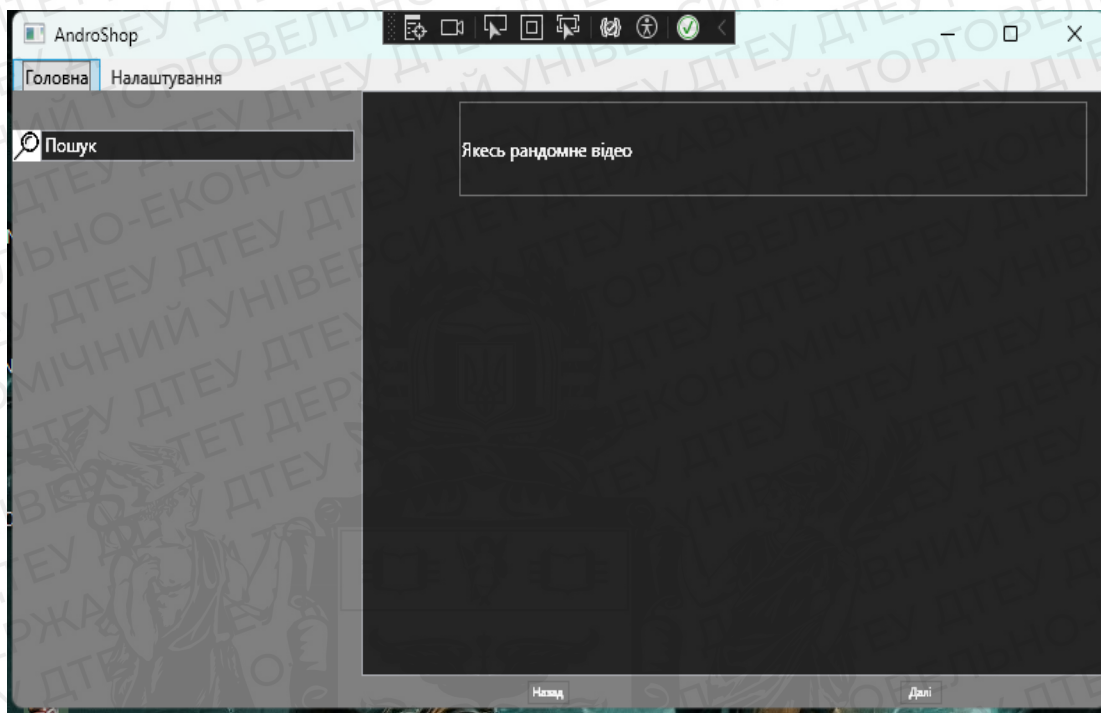 AndroShop
Головна Налаштування
Пошук
Якесь рандомне відео
Назад Далі